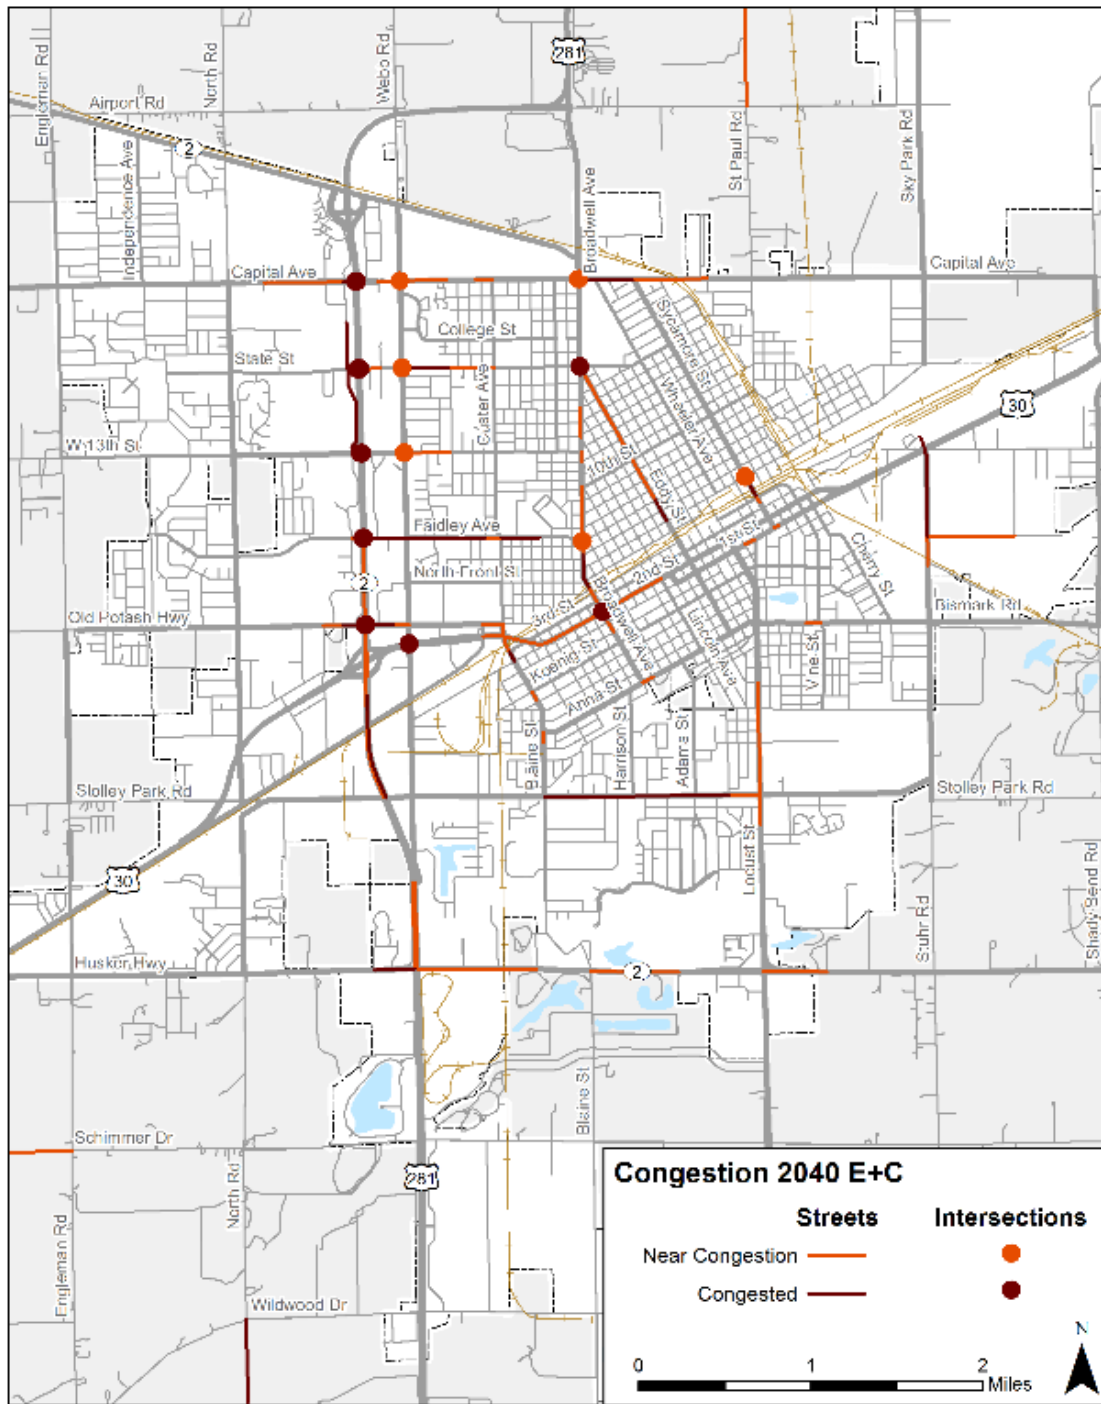 281
Engleman Rd
North Rd
Webb Rd
Airport Rd
2
St Paul Rd
Sky Park Rd
Independence Ave
Broadwell Ave
Capital Ave
Capital Ave
College St
Sycamore St
State St
Custer Ave
Wheeler Ave
30
W 13th St
10th St
Eddy St
Faidley Ave
1st St
2
North Front St
2nd St
Cherry St
Old Potash Hwy
3rd St
Broadwell Ave
Bismark Rd
Lincoln Ave
Koenig St
Vine St
Anna St
Blaine St
Harrison St
Adams St
Stolley Park Rd
Stolley Park Rd
Locust St
30
Stuhr Rd
Shady Bend Rd
Husker Hwy
2
Blaine St
Schimmer Dr
North Rd
281
Engleman Rd
Wildwood Dr
Congestion 2040 E+C
Streets Intersections
Near Congestion
Congested
N
0 1 2
Miles